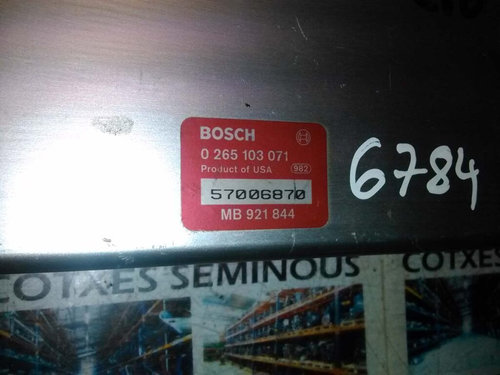 BOSCH
0 265 103 071
Product of USA 982
57006870
MB 921 844
6784
COTXES SEMINOUS
COTXES